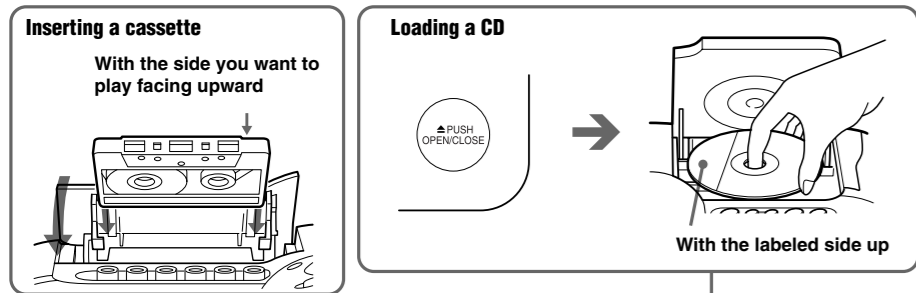 Inserting a cassette
With the side you want to
play facing upward
Loading a CD
⏏PUSH
OPEN/CLOSE
With the labeled side up